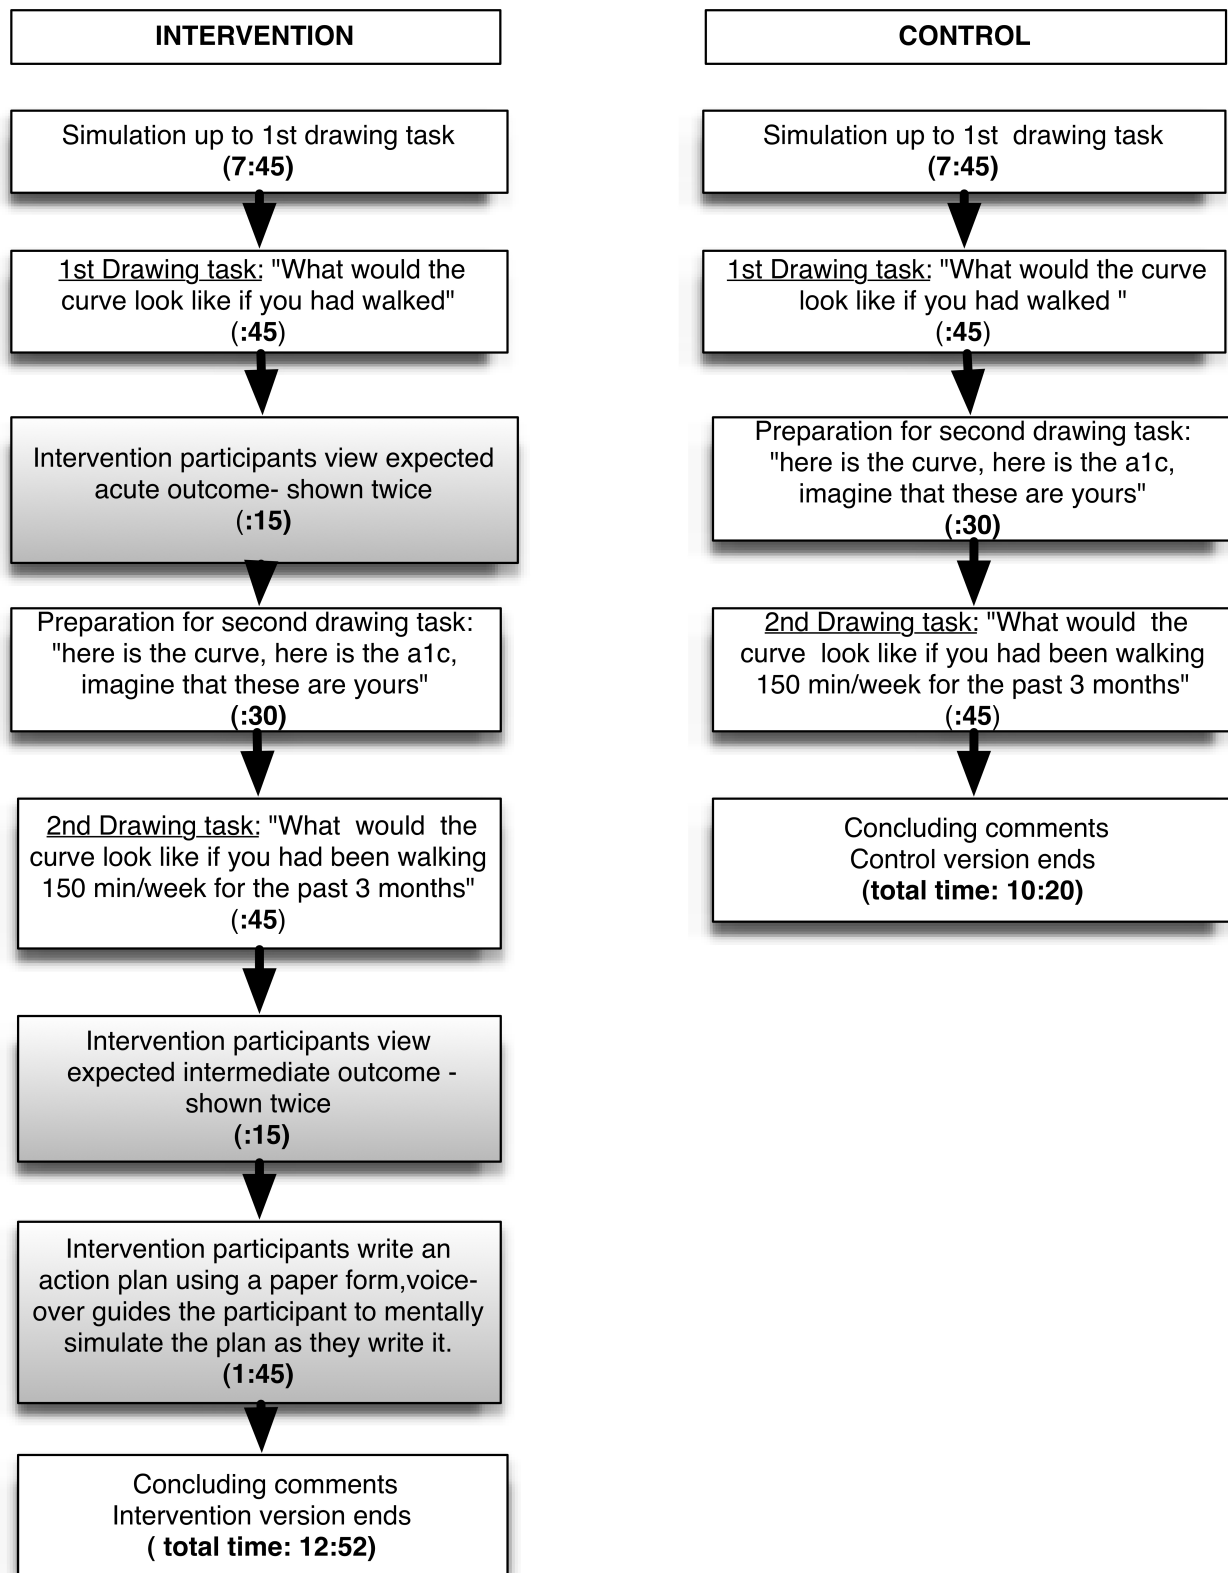 INTERVENTION
Simulation up to 1st drawing task
(7:45)
1st Drawing task: "What would the
curve look like if you had walked"
(:45)
Intervention participants view expected
acute outcome- shown twice
(:15)
Preparation for second drawing task:
"here is the curve, here is the a1c,
imagine that these are yours"
(:30)
2nd Drawing task: "What would the
curve look like if you had been walking
150 min/week for the past 3 months"
(:45)
Intervention participants view
expected intermediate outcome -
shown twice
(:15)
Intervention participants write an
action plan using a paper form,voice-
over guides the participant to mentally
simulate the plan as they write it.
(1:45)
Concluding comments
Intervention version ends
( total time: 12:52)
CONTROL
Simulation up to 1st drawing task
(7:45)
1st Drawing task: "What would the curve
look like if you had walked "
(:45)
Preparation for second drawing task:
"here is the curve, here is the a1c,
imagine that these are yours"
(:30)
2nd Drawing task: "What would the
curve look like if you had been walking
150 min/week for the past 3 months"
(:45)
Concluding comments
Control version ends
(total time: 10:20)